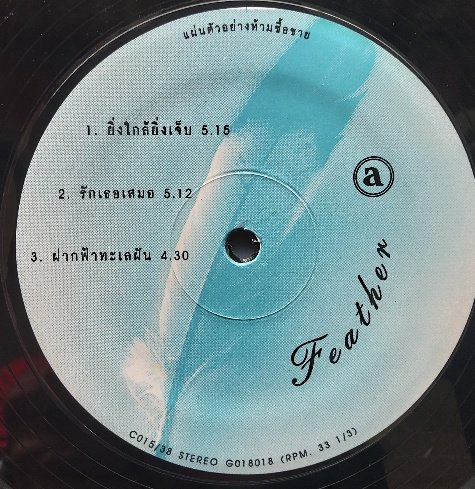 แผ่นตัวอย่างห้ามซื้อขาย
1. ยิ่งใกล้ยิ่งเจ็บ 5.15
a
2. รักเธอเสมอ 5.12
3. ฝากฟ้าทะเลฝัน 4.30
Feather
C015/38 STEREO G018018 (RPM. 33 1/3)